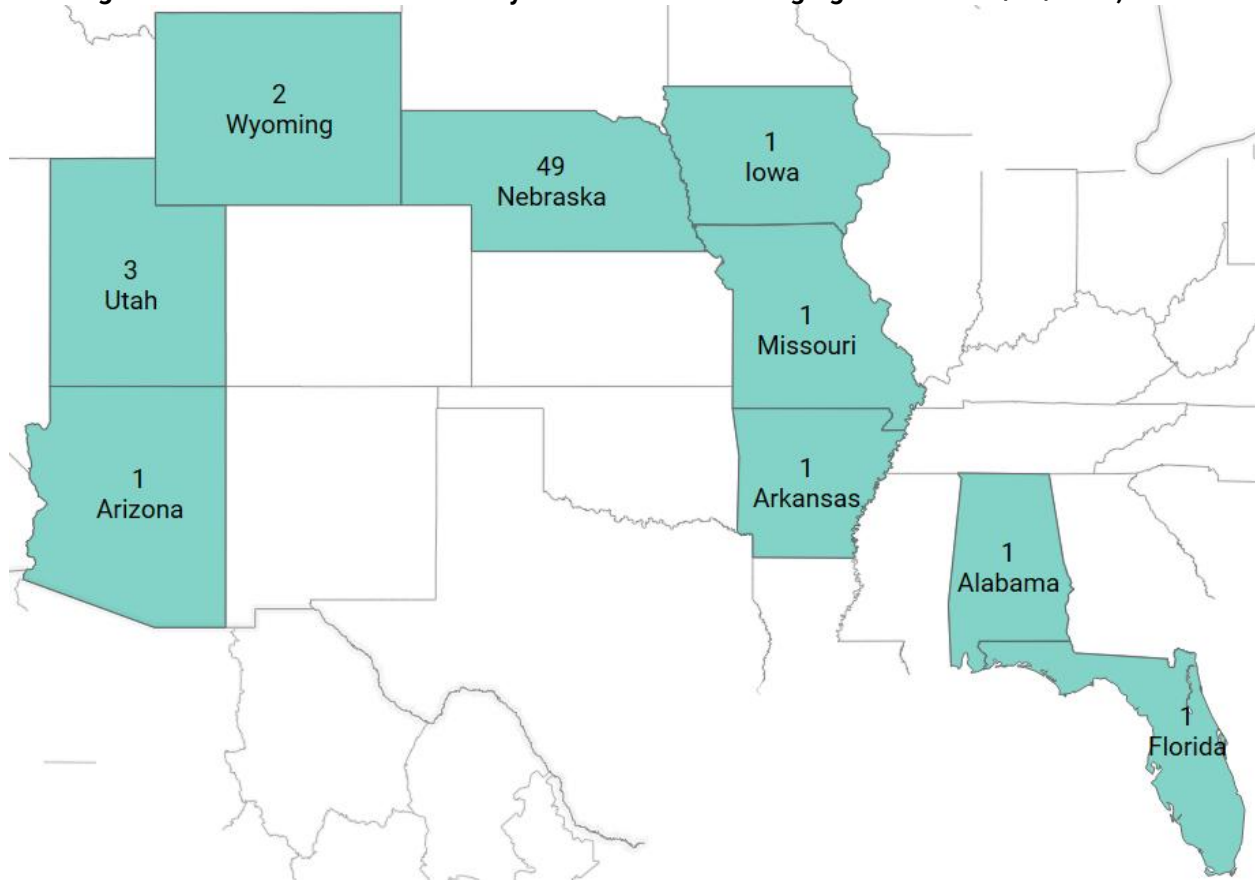 2
Wyoming
49
Nebraska
1
Iowa
3
Utah
1
Missouri
1
Arizona
1
Arkansas
1
Alabama
1
Florida